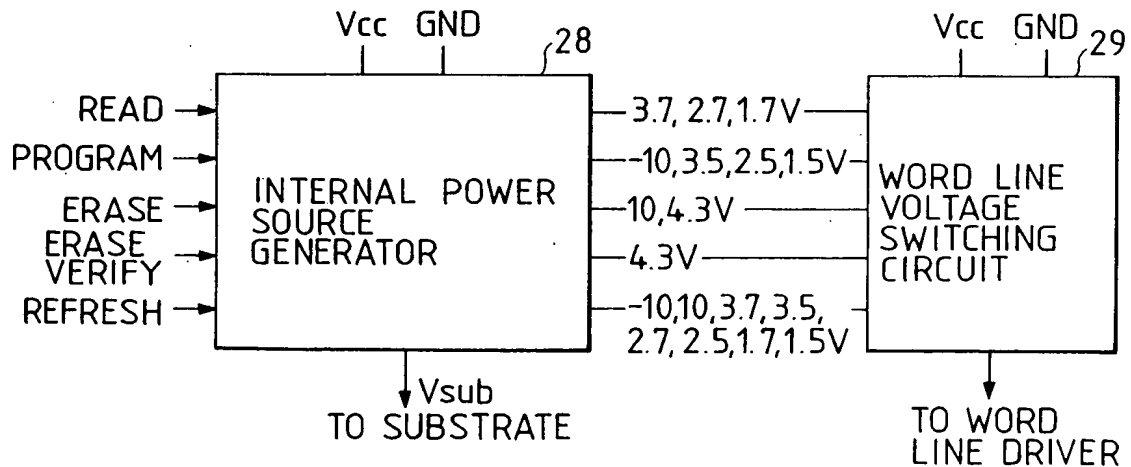 Vcc GND
28
READ
PROGRAM
ERASE
ERASE
VERIFY
REFRESH
INTERNAL POWER
SOURCE
GENERATOR
3.7, 2.7, 1.7V
-10, 3.5, 2.5, 1.5V
10, 4.3V
4.3V
-10, 10, 3.7, 3.5,
2.7, 2.5, 1.7, 1.5V
Vcc GND
29
WORD LINE
VOLTAGE
SWITCHING
CIRCUIT
Vsub
TO SUBSTRATE
TO WORD
LINE DRIVER